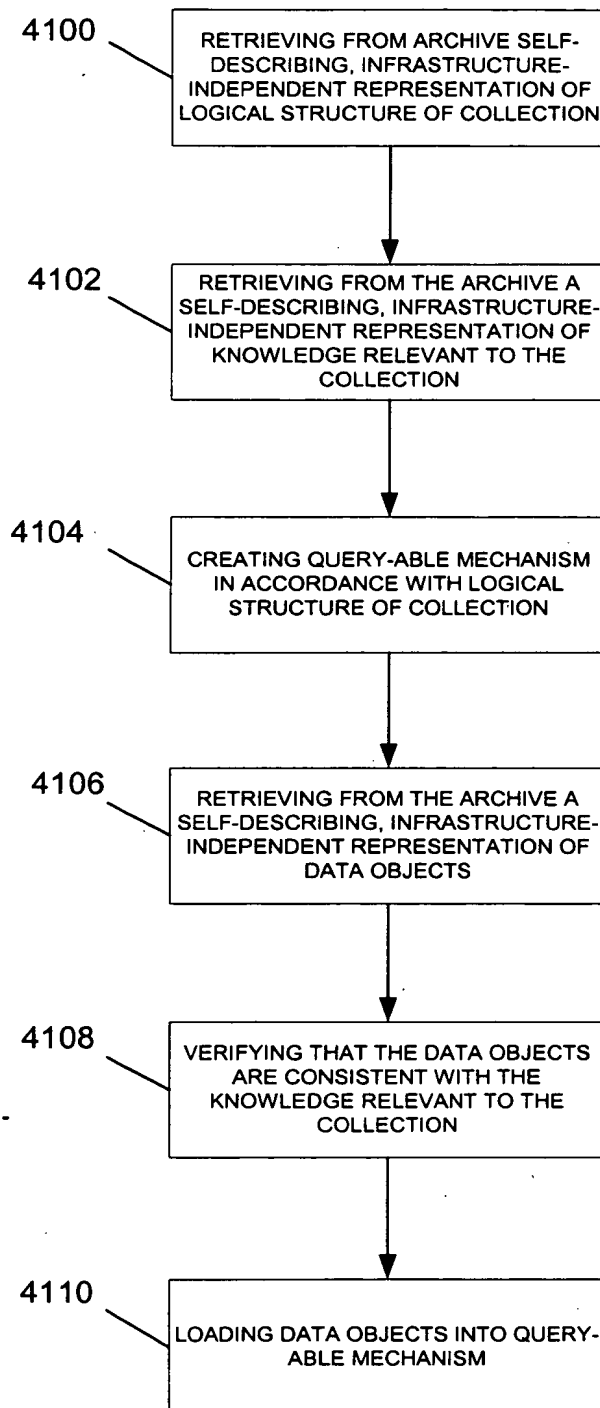 4100
RETRIEVING FROM ARCHIVE SELF-
DESCRIBING, INFRASTRUCTURE-
INDEPENDENT REPRESENTATION OF
LOGICAL STRUCTURE OF COLLECTION
4102
RETRIEVING FROM THE ARCHIVE A
SELF-DESCRIBING, INFRASTRUCTURE-
INDEPENDENT REPRESENTATION OF
KNOWLEDGE RELEVANT TO THE
COLLECTION
4104
CREATING QUERY-ABLE MECHANISM
IN ACCORDANCE WITH LOGICAL
STRUCTURE OF COLLECTION
4106
RETRIEVING FROM THE ARCHIVE A
SELF-DESCRIBING, INFRASTRUCTURE-
INDEPENDENT REPRESENTATION OF
DATA OBJECTS
4108
VERIFYING THAT THE DATA OBJECTS
ARE CONSISTENT WITH THE
KNOWLEDGE RELEVANT TO THE
COLLECTION
4110
LOADING DATA OBJECTS INTO QUERY-
ABLE MECHANISM